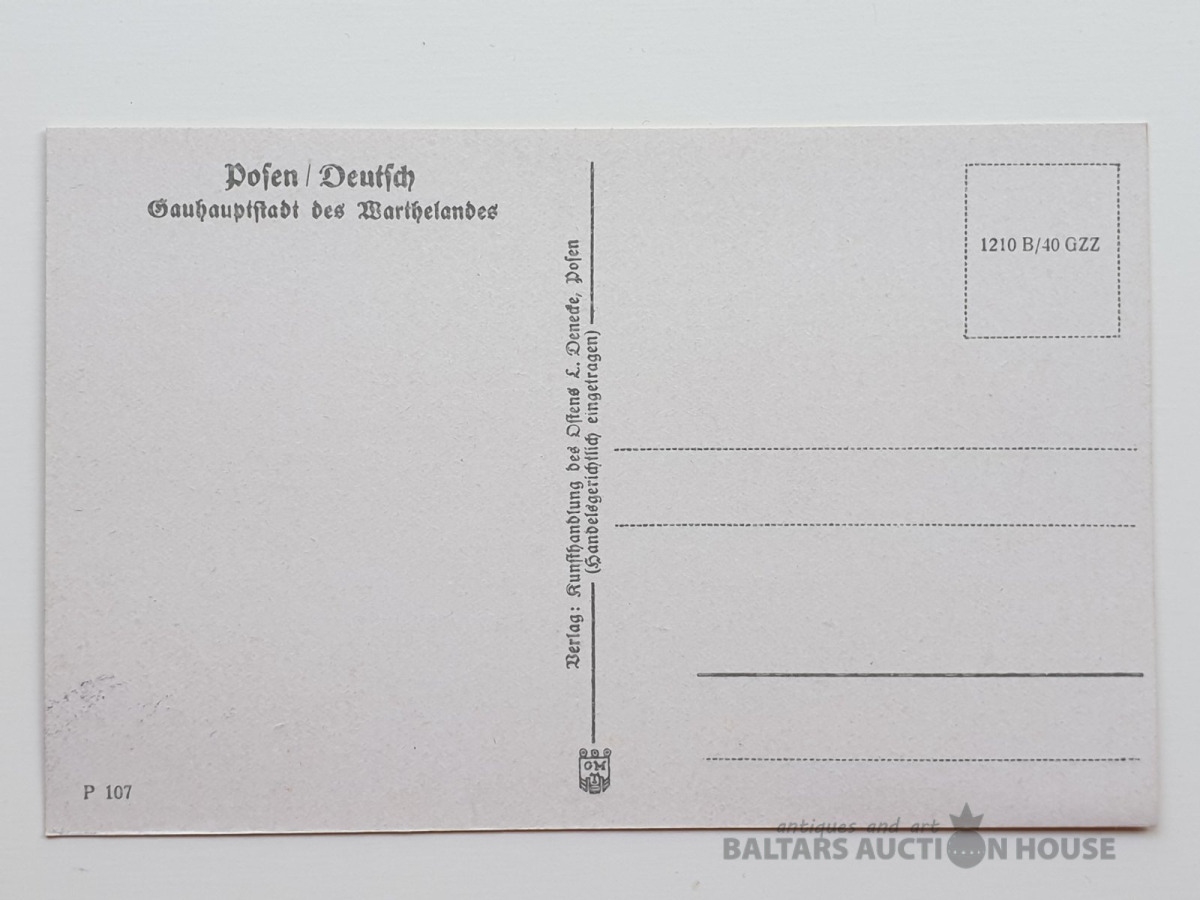 Posen / Deutsch
Gauhauptstadt des Warthelandes
Verlag: Kunsthandlung des Ostens L. Denecke, Posen
(Handelsgerichtlich eingetragen)
1210 B/40 GZZ
P 107
OM
antiques and art
BALTARS AUCTION HOUSE